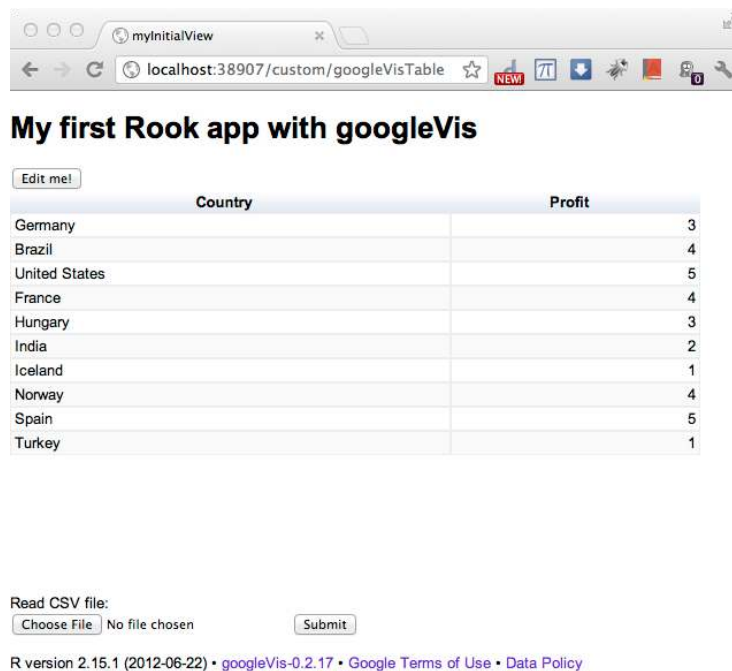 myInitialView
localhost:38907/custom/googleVisTable
NEW!
π
0
My first Rook app with googleVis
Edit me!
Country Profit
Germany 3
Brazil 4
United States 5
France 4
Hungary 3
India 2
Iceland 1
Norway 4
Spain 5
Turkey 1
Read CSV file:
Choose File No file chosen Submit
R version 2.15.1 (2012-06-22) • googleVis-0.2.17 • Google Terms of Use • Data Policy